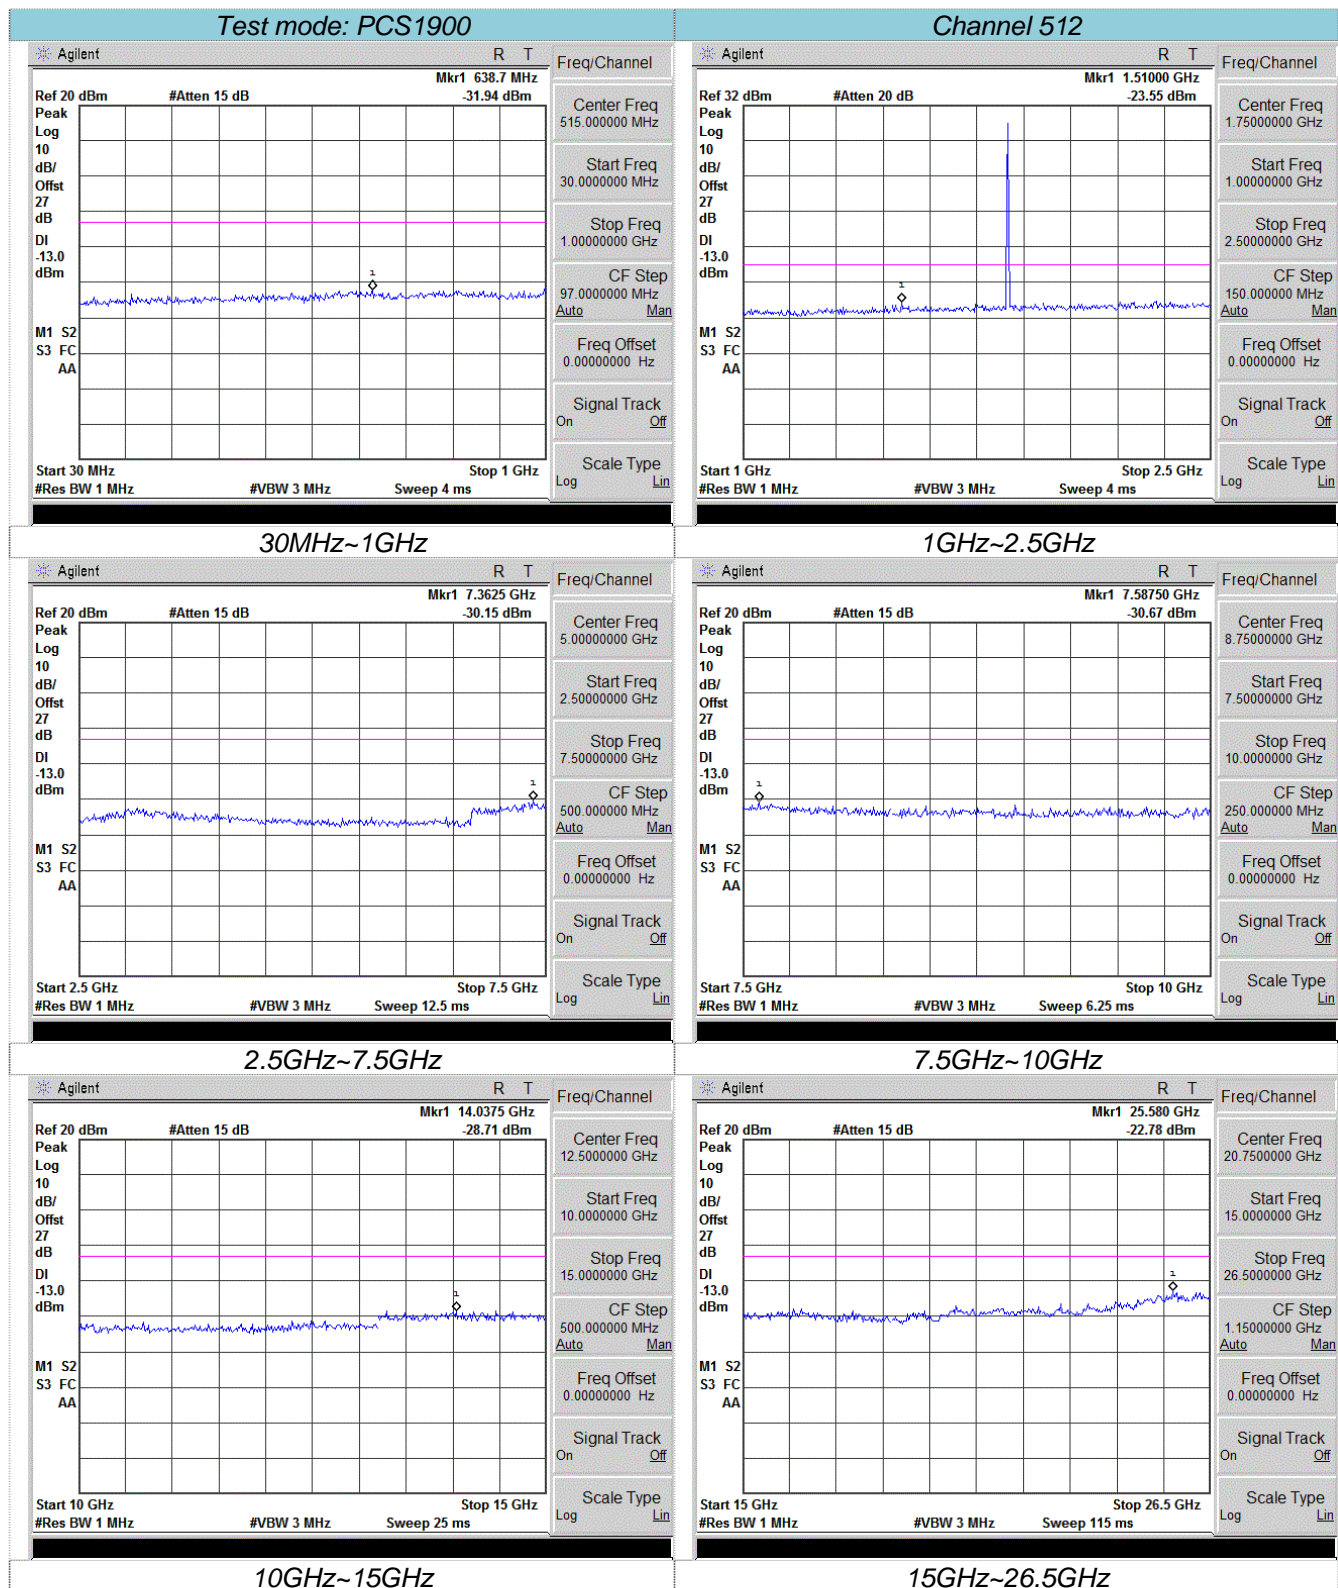 Test mode: PCS1900
Channel 512
Agilent
R T
Freq/Channel
Mkr1 638.7 MHz
Ref 20 dBm
#Atten 15 dB
-31.94 dBm
Peak
Log
10
dB/
Offst
27
dB
DI
-13.0
dBm
1
M1 S2
S3 FC
AA
Start 30 MHz
Stop 1 GHz
#Res BW 1 MHz
#VBW 3 MHz
Sweep 4 ms
Center Freq
515.000000 MHz
Start Freq
30.0000000 MHz
Stop Freq
1.00000000 GHz
CF Step
97.0000000 MHz
Auto Man
Freq Offset
0.00000000 Hz
Signal Track
On Off
Scale Type
Log Lin
Agilent
R T
Freq/Channel
Mkr1 1.51000 GHz
Ref 32 dBm
#Atten 20 dB
-23.55 dBm
Peak
Log
10
dB/
Offst
27
dB
DI
-13.0
dBm
1
M1 S2
S3 FC
AA
Start 1 GHz
Stop 2.5 GHz
#Res BW 1 MHz
#VBW 3 MHz
Sweep 4 ms
Center Freq
1.75000000 GHz
Start Freq
1.00000000 GHz
Stop Freq
2.50000000 GHz
CF Step
150.000000 MHz
Auto Man
Freq Offset
0.00000000 Hz
Signal Track
On Off
Scale Type
Log Lin
30MHz~1GHz
1GHz~2.5GHz
Agilent
R T
Freq/Channel
Mkr1 7.3625 GHz
Ref 20 dBm
#Atten 15 dB
-30.15 dBm
Peak
Log
10
dB/
Offst
27
dB
DI
-13.0
dBm
1
M1 S2
S3 FC
AA
Start 2.5 GHz
Stop 7.5 GHz
#Res BW 1 MHz
#VBW 3 MHz
Sweep 12.5 ms
Center Freq
5.00000000 GHz
Start Freq
2.50000000 GHz
Stop Freq
7.50000000 GHz
CF Step
500.000000 MHz
Auto Man
Freq Offset
0.00000000 Hz
Signal Track
On Off
Scale Type
Log Lin
Agilent
R T
Freq/Channel
Mkr1 7.58750 GHz
Ref 20 dBm
#Atten 15 dB
-30.67 dBm
Peak
Log
10
dB/
Offst
27
dB
DI
-13.0
dBm
1
M1 S2
S3 FC
AA
Start 7.5 GHz
Stop 10 GHz
#Res BW 1 MHz
#VBW 3 MHz
Sweep 6.25 ms
Center Freq
8.75000000 GHz
Start Freq
7.50000000 GHz
Stop Freq
10.0000000 GHz
CF Step
250.000000 MHz
Auto Man
Freq Offset
0.00000000 Hz
Signal Track
On Off
Scale Type
Log Lin
2.5GHz~7.5GHz
7.5GHz~10GHz
Agilent
R T
Freq/Channel
Mkr1 14.0375 GHz
Ref 20 dBm
#Atten 15 dB
-28.71 dBm
Peak
Log
10
dB/
Offst
27
dB
DI
-13.0
dBm
1
M1 S2
S3 FC
AA
Start 10 GHz
Stop 15 GHz
#Res BW 1 MHz
#VBW 3 MHz
Sweep 25 ms
Center Freq
12.5000000 GHz
Start Freq
10.0000000 GHz
Stop Freq
15.0000000 GHz
CF Step
500.000000 MHz
Auto Man
Freq Offset
0.00000000 Hz
Signal Track
On Off
Scale Type
Log Lin
Agilent
R T
Freq/Channel
Mkr1 25.580 GHz
Ref 20 dBm
#Atten 15 dB
-22.78 dBm
Peak
Log
10
dB/
Offst
27
dB
DI
-13.0
dBm
1
M1 S2
S3 FC
AA
Start 15 GHz
Stop 26.5 GHz
#Res BW 1 MHz
#VBW 3 MHz
Sweep 115 ms
Center Freq
20.7500000 GHz
Start Freq
15.0000000 GHz
Stop Freq
26.5000000 GHz
CF Step
1.15000000 GHz
Auto Man
Freq Offset
0.00000000 Hz
Signal Track
On Off
Scale Type
Log Lin
10GHz~15GHz
15GHz~26.5GHz